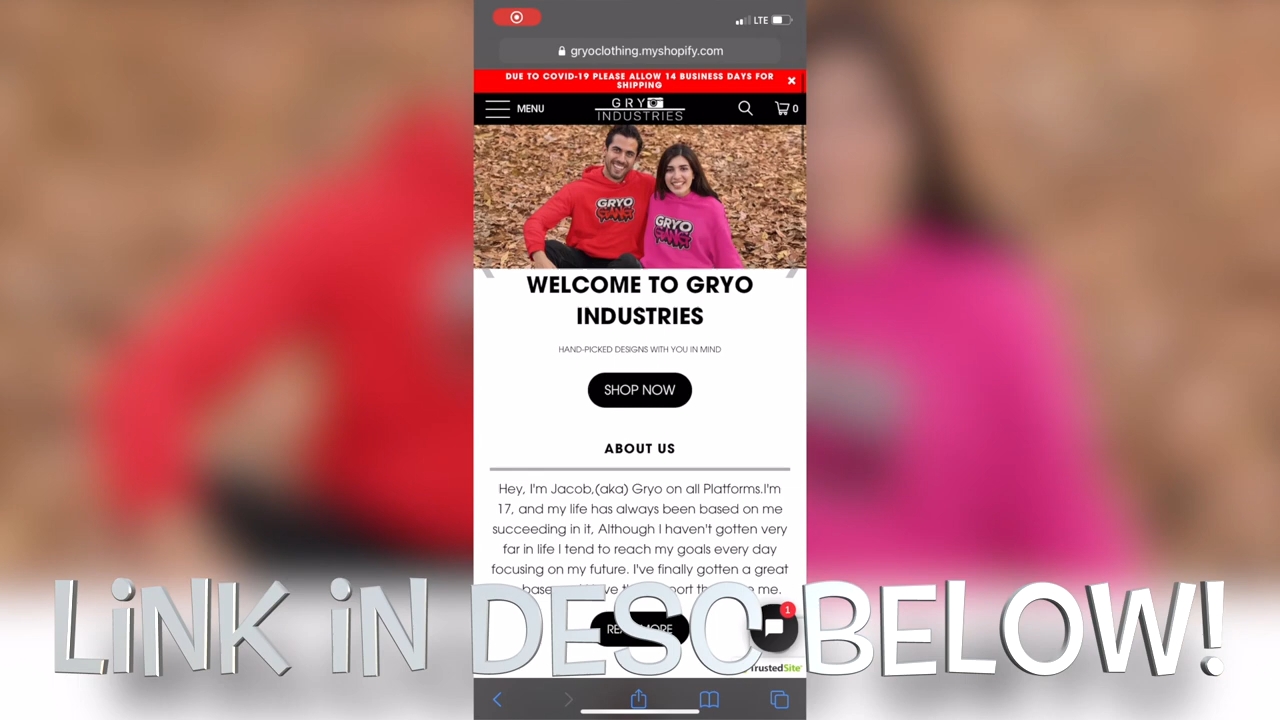 LTE
gryoclothing.myshopify.com
DUE TO COVID-19 PLEASE ALLOW 14 BUSINESS DAYS FOR
SHIPPING
MENU
GRYO
INDUSTRIES
0
GRYO
GANG
GRYO
GANG
WELCOME TO GRYO
INDUSTRIES
HAND-PICKED DESIGNS WITH YOU IN MIND
SHOP NOW
ABOUT US
Hey, I'm Jacob,(aka) Gryo on all Platforms.I'm
17, and my life has always been based on me
succeeding in it, Although I haven't gotten very
far in life I tend to reach my goals every day
focusing on my future. I've finally gotten a great
me.
1
LiNK iN DESC BELOW!
TrustedSite